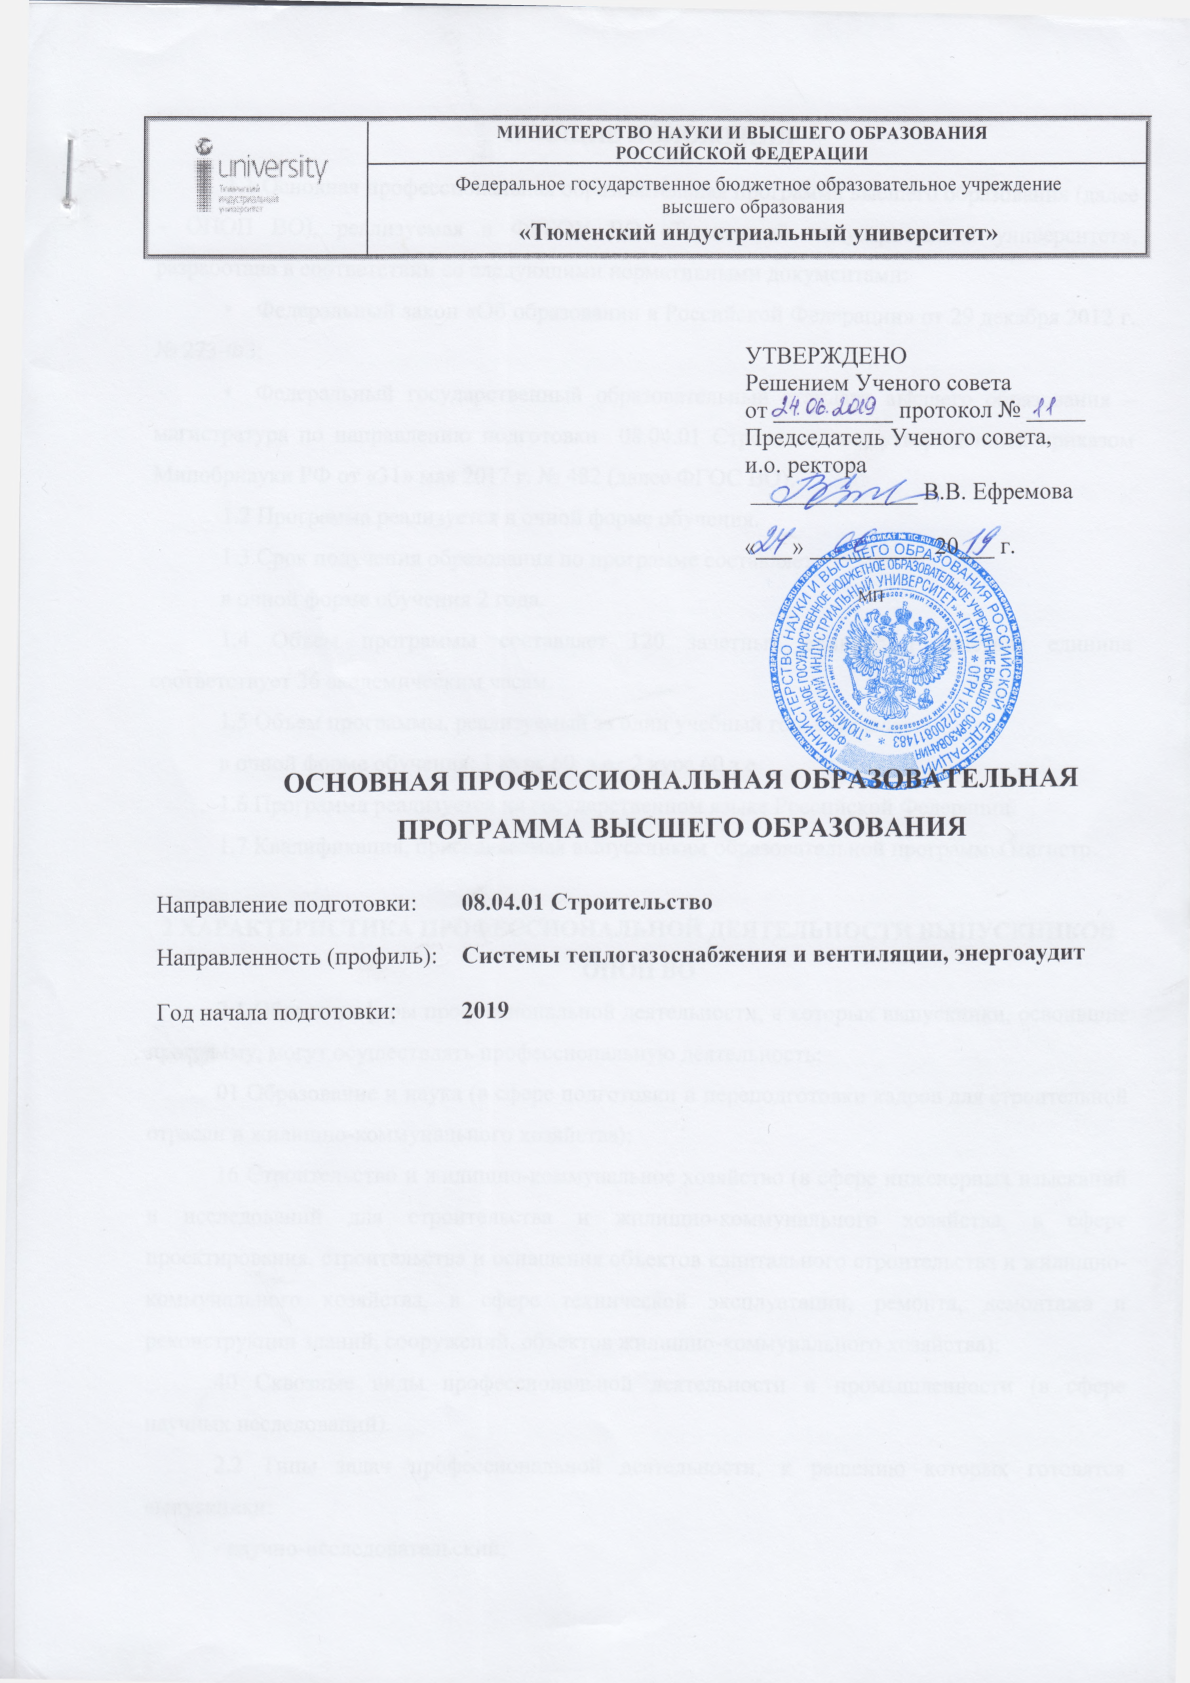 university
Тюменский
индустриальный
университет
МИНИСТЕРСТВО НАУКИ И ВЫСШЕГО ОБРАЗОВАНИЯ
РОССИЙСКОЙ ФЕДЕРАЦИИ
Федеральное государственное бюджетное образовательное учреждение
высшего образования
«Тюменский индустриальный университет»
УТВЕРЖДЕНО
Решением Ученого совета
от 24.06.2019 протокол № 11
Председатель Ученого совета,
и.о. ректора
В.В. Ефремова
«24» 06 2019 г.
МП
МИНИСТЕРСТВО НАУКИ И ВЫСШЕГО ОБРАЗОВАНИЯ РОССИЙСКОЙ ФЕДЕРАЦИИ
ФЕДЕРАЛЬНОЕ ГОСУДАРСТВЕННОЕ БЮДЖЕТНОЕ ОБРАЗОВАТЕЛЬНОЕ УЧРЕЖДЕНИЕ ВЫСШЕГО ОБРАЗОВАНИЯ
«ТЮМЕНСКИЙ ИНДУСТРИАЛЬНЫЙ УНИВЕРСИТЕТ» * (ТИУ) * ОГРН 1027200811483 *
ОСНОВНАЯ ПРОФЕССИОНАЛЬНАЯ ОБРАЗОВАТЕЛЬНАЯ
ПРОГРАММА ВЫСШЕГО ОБРАЗОВАНИЯ
Направление подготовки: 08.04.01 Строительство
Направленность (профиль): Системы теплогазоснабжения и вентиляции, энергоаудит
Год начала подготовки: 2019